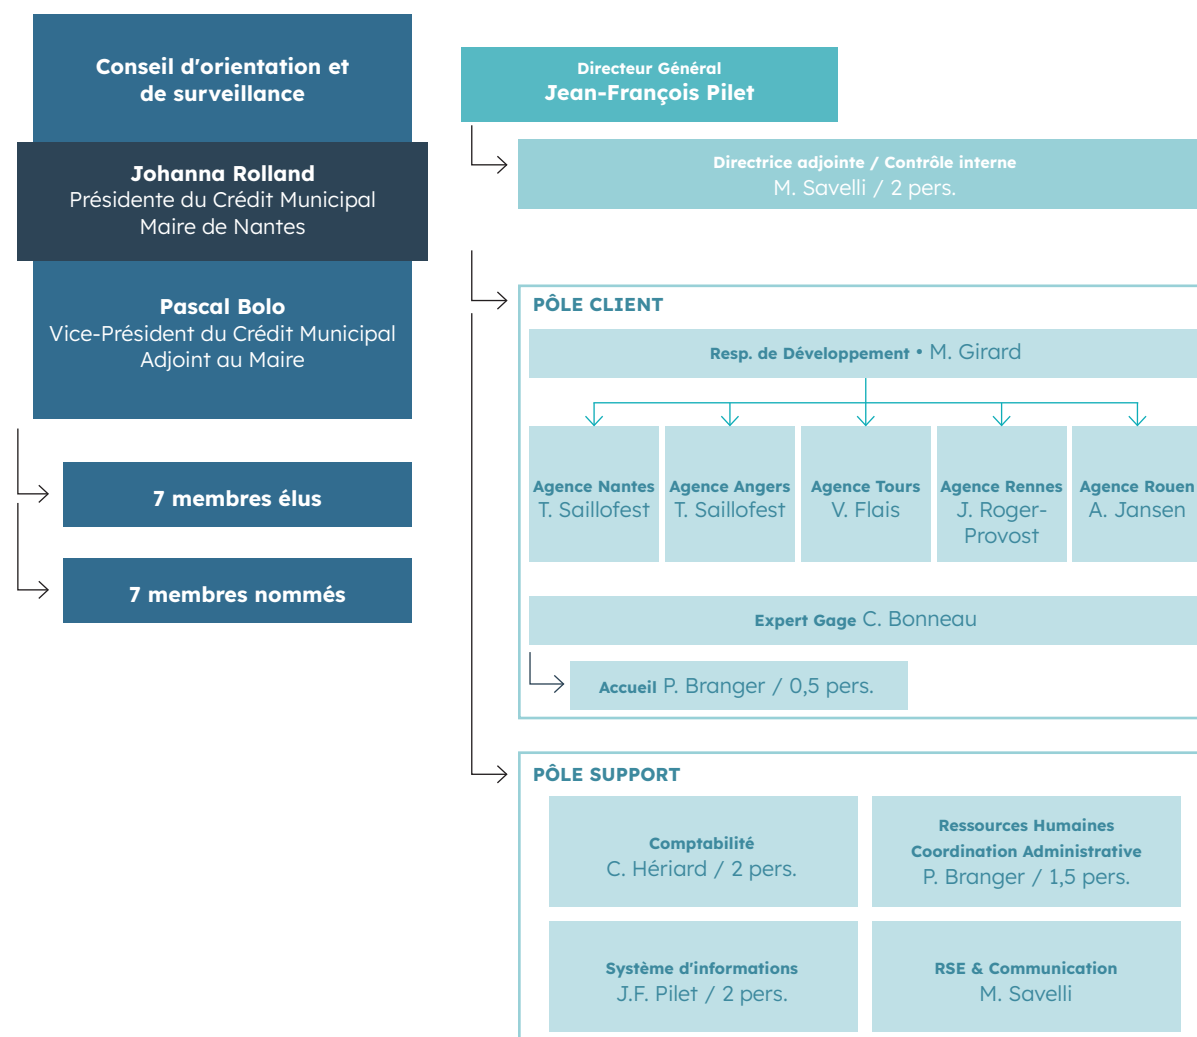 Conseil d'orientation et
de surveillance
Johanna Rolland
Présidente du Crédit Municipal
Maire de Nantes
Pascal Bolo
Vice-Président du Crédit Municipal
Adjoint au Maire
7 membres élus
7 membres nommés
Directeur Général
Jean-François Pilet
Directrice adjointe / Contrôle interne
M. Savelli / 2 pers.
PÔLE CLIENT
Resp. de Développement • M. Girard
Agence Nantes
T. Saillofest
Agence Angers
T. Saillofest
Agence Tours
V. Flais
Agence Rennes
J. Roger-
Provost
Agence Rouen
A. Jansen
Expert Gage C. Bonneau
Accueil P. Branger / 0,5 pers.
PÔLE SUPPORT
Comptabilité
C. Hériard / 2 pers.
Ressources Humaines
Coordination Administrative
P. Branger / 1,5 pers.
Système d'informations
J.F. Pilet / 2 pers.
RSE & Communication
M. Savelli